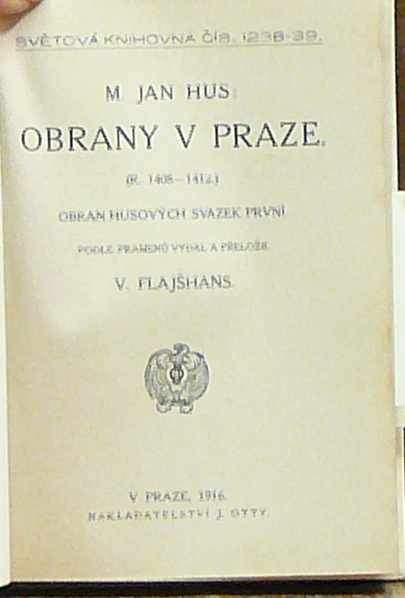 SVĚTOVÁ KNIHOVNA ČÍS. 1238-39.
M. JAN HUS:
OBRANY V PRAZE.
(R. 1408—1412.)
OBRAN HUSOVÝCH SVAZEK PRVNÍ
PODLE PRAMENŮ VYDAL A PŘELOŽIL
V. FLAJŠHANS.
V PRAZE, 1916.
NAKLADATELSTVÍ J. OTTY.